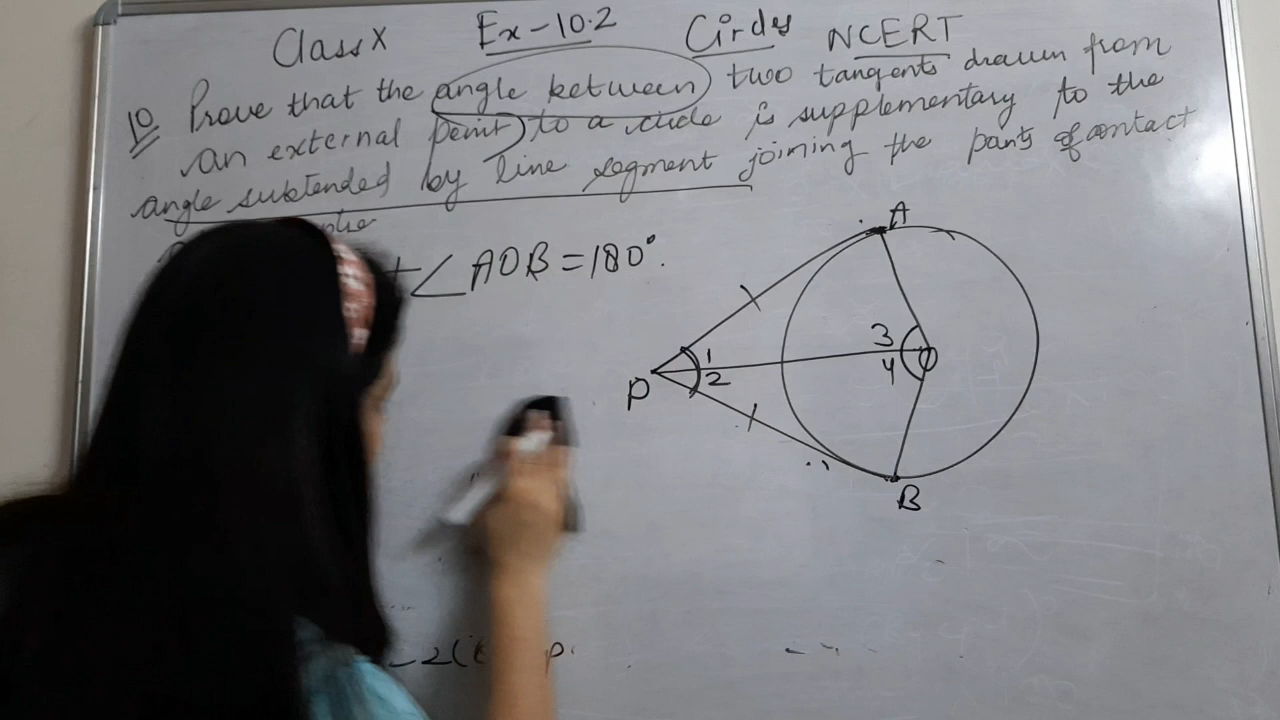 Class X Ex-10.2 Circles NCERT
10 Prove that the angle between two tangents drawn from
an external point to a circle is supplementary to the
angle subtended by line segment joining the points of contact
+∠AOB=180°.
A
3
1
P 2 4
B